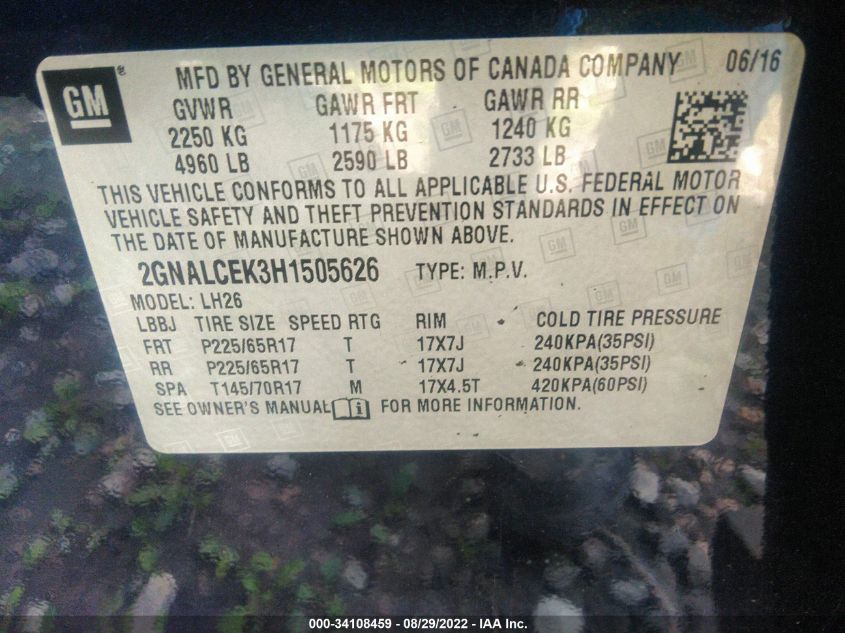 GM® MFD BY GENERAL MOTORS OF CANADA COMPANY 06/16
GVWR GAWR FRT GAWR RR
2250 KG 1175 KG 1240 KG
4960 LB 2590 LB 2733 LB
THIS VEHICLE CONFORMS TO ALL APPLICABLE U.S. FEDERAL MOTOR
VEHICLE SAFETY AND THEFT PREVENTION STANDARDS IN EFFECT ON
THE DATE OF MANUFACTURE SHOWN ABOVE.
2GNALCEK3H1505626 TYPE: M.P.V.
MODEL: LH26
LBBJ TIRE SIZE SPEED RTG RIM COLD TIRE PRESSURE
FRT P225/65R17 T 17X7J 240KPA(35PSI)
RR P225/65R17 T 17X7J 240KPA(35PSI)
SPA T145/70R17 M 17X4.5T 420KPA(60PSI)
SEE OWNER'S MANUAL i FOR MORE INFORMATION.
000-34108459 - 08/29/2022 - IAA Inc.